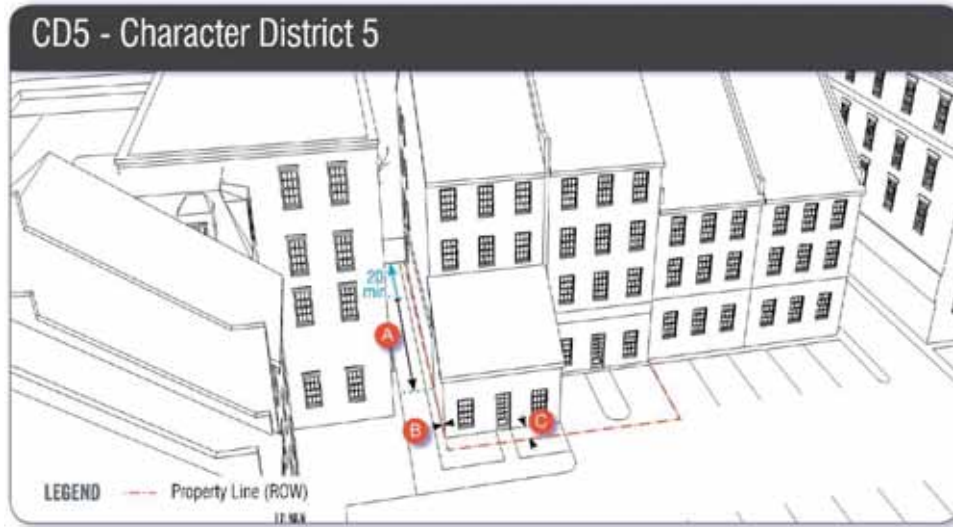 CD5 - Character District 5
20
min
A
B
C
LEGEND Property Line (ROW)